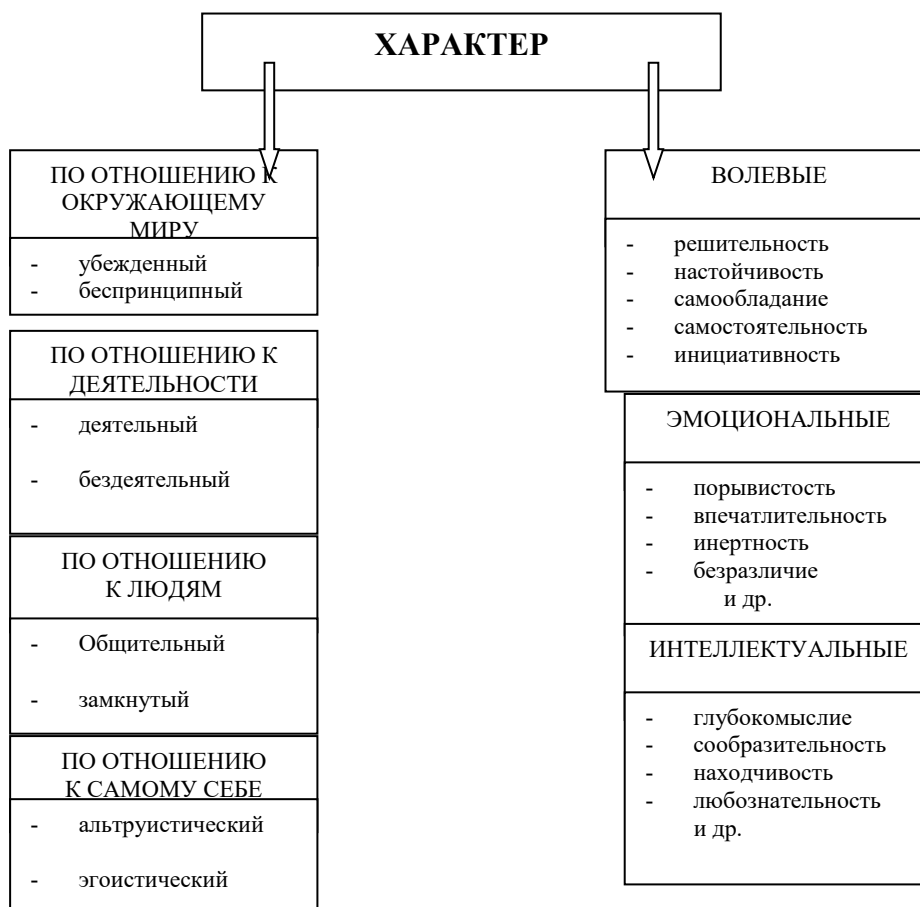 ХАРАКТЕР
ПО ОТНОШЕНИЮ К
ОКРУЖАЮЩЕМУ
МИРУ
- убежденный
- беспринципный
ПО ОТНОШЕНИЮ К
ДЕЯТЕЛЬНОСТИ
- деятельный
- бездеятельный
ПО ОТНОШЕНИЮ
К ЛЮДЯМ
- Общительный
- замкнутый
ПО ОТНОШЕНИЮ
К САМОМУ СЕБЕ
- альтруистический
- эгоистический
ВОЛЕВЫЕ
- решительность
- настойчивость
- самообладание
- самостоятельность
- инициативность
ЭМОЦИОНАЛЬНЫЕ
- порывистость
- впечатлительность
- инертность
- безразличие
и др.
ИНТЕЛЛЕКТУАЛЬНЫЕ
- глубокомыслие
- сообразительность
- находчивость
- любознательность
и др.